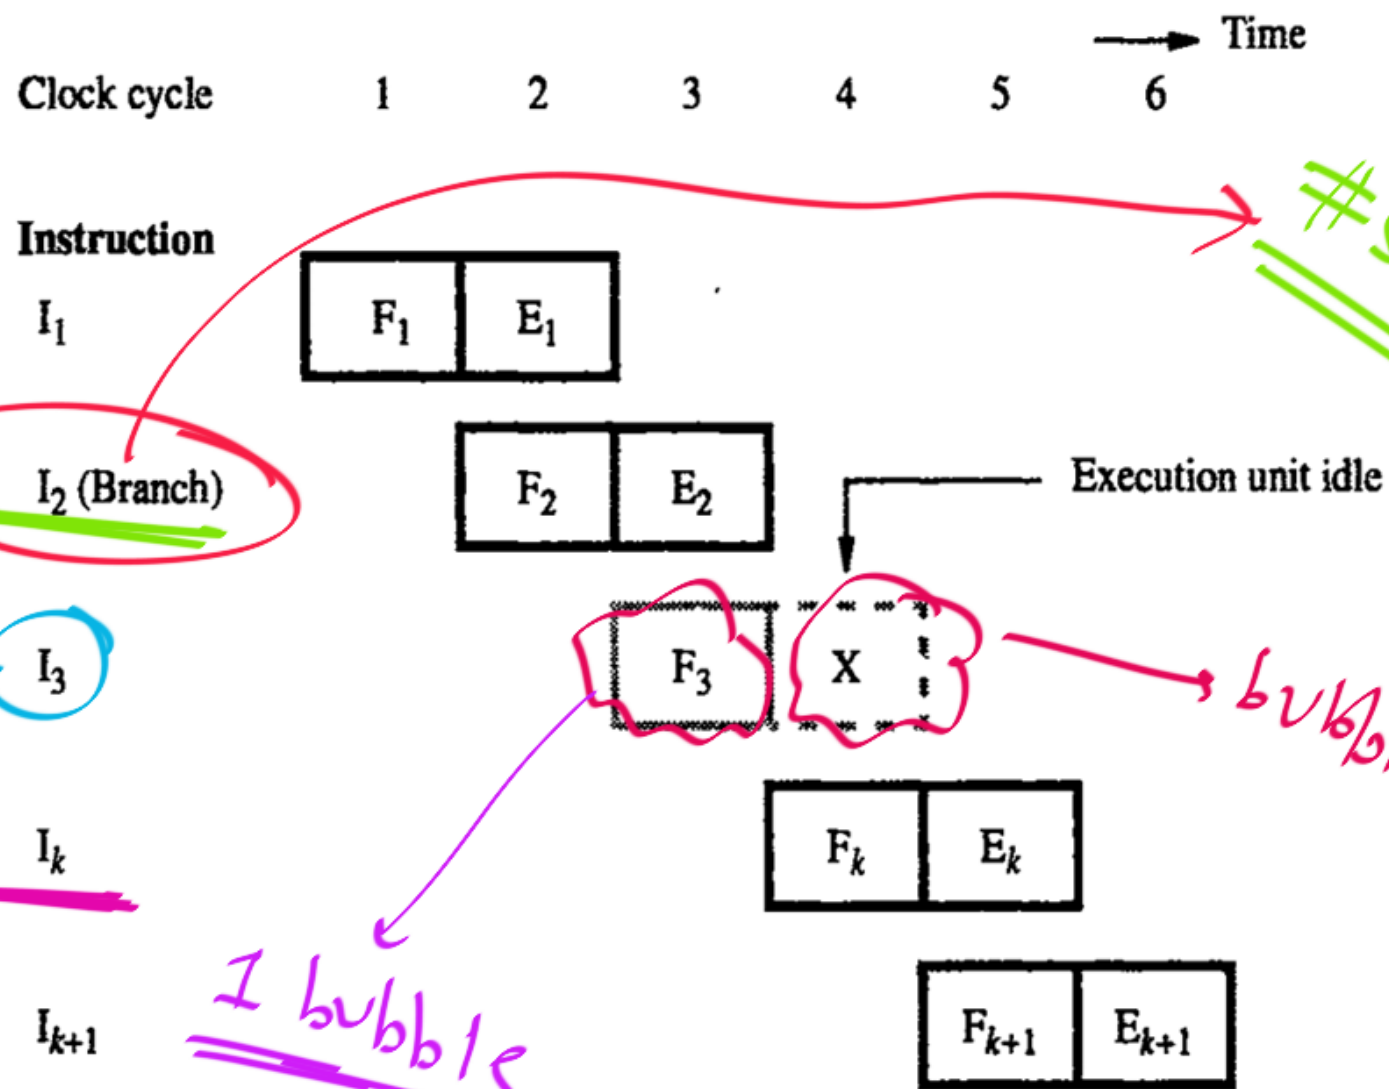 Time
Clock cycle 1 2 3 4 5 6
Instruction
I₁ F₁ E₁
I₂ (Branch) F₂ E₂
Execution unit idle
I₃ F₃ X
Iₖ Fₖ Eₖ
1 bubble
Iₖ₊₁ Fₖ₊₁ Eₖ₊₁